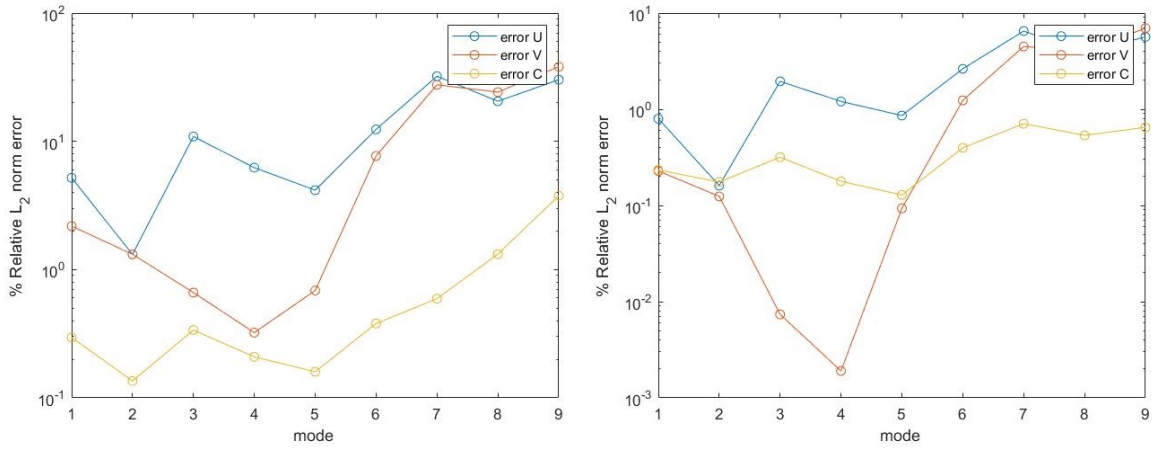 10^2
10^1
10^0
10^-1
% Relative L_2 norm error
1 2 3 4 5 6 7 8 9
mode
error U
error V
error C
10^1
10^0
10^-1
10^-2
10^-3
% Relative L_2 norm error
1 2 3 4 5 6 7 8 9
mode
error U
error V
error C